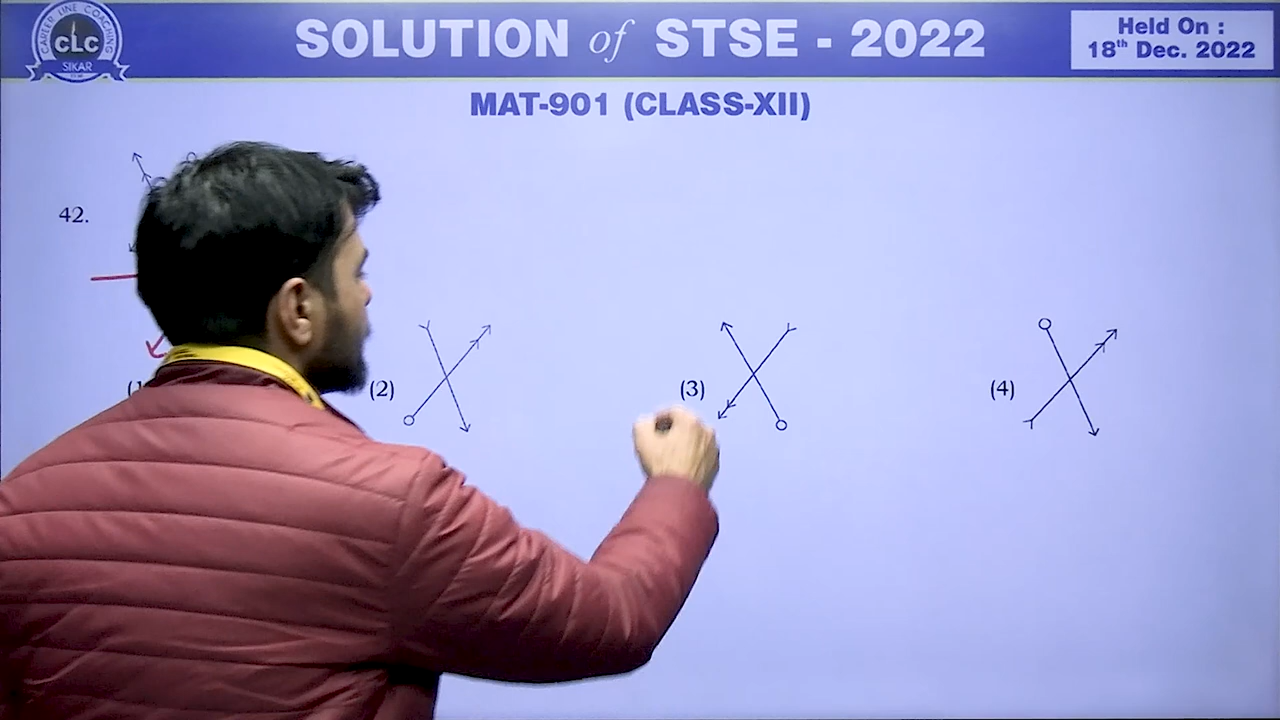 CAREER LINE COACHING
CLC
SIKAR
SOLUTION of STSE - 2022
Held On :
18th Dec. 2022
MAT-901 (CLASS-XII)
42.
(2) (3) (4)